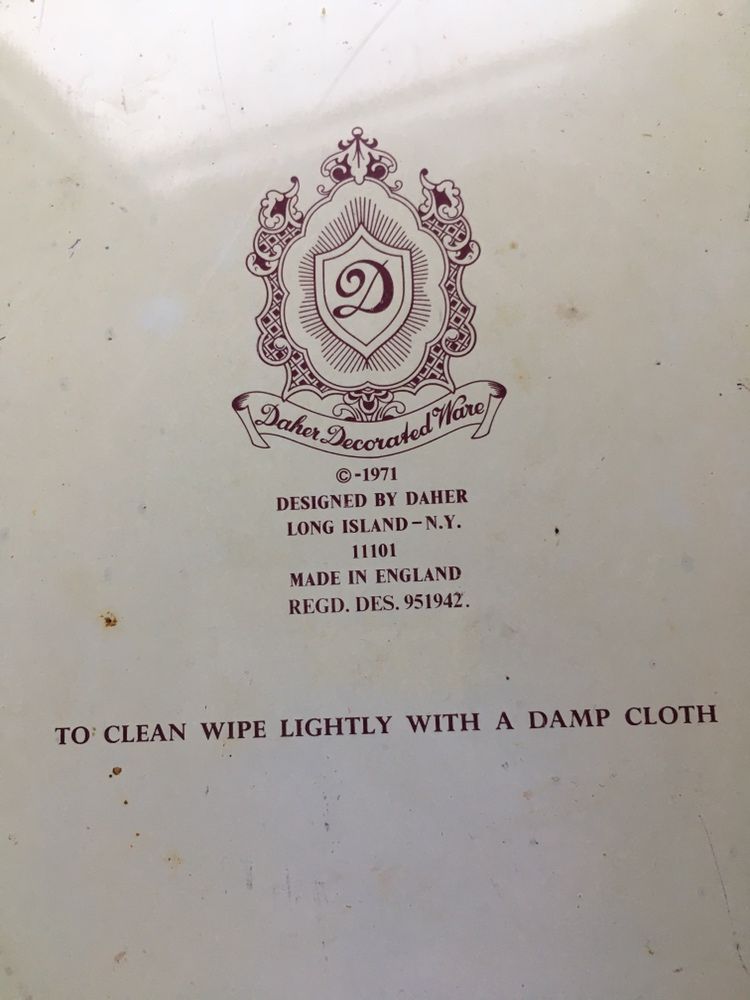 D
Daher Decorated Ware
©-1971
DESIGNED BY DAHER
LONG ISLAND – N.Y.
11101
MADE IN ENGLAND
REGD. DES. 951942.
TO CLEAN WIPE LIGHTLY WITH A DAMP CLOTH